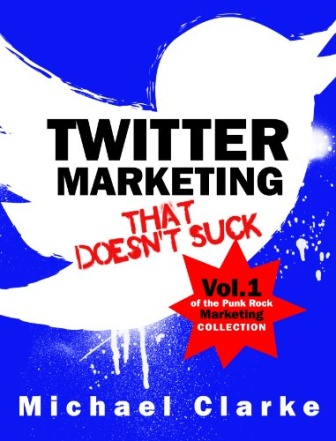 TWITTER
MARKETING
THAT
DOESN'T SUCK
Vol.1
of the Punk Rock
Marketing
COLLECTION
Michael Clarke